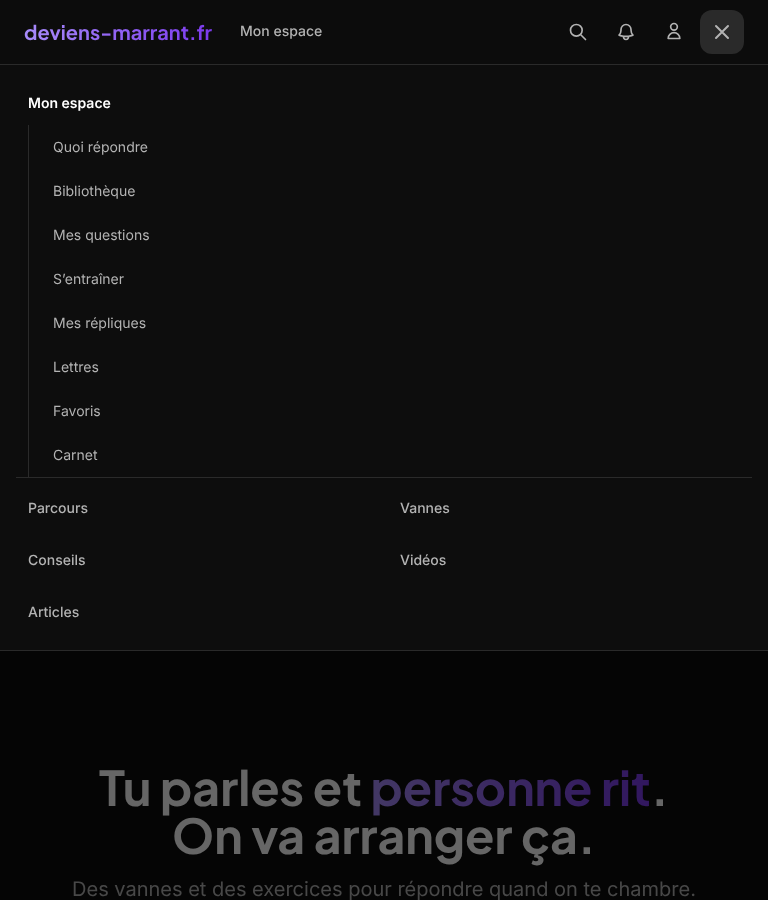 deviens-marrant.fr
Mon espace
Mon espace
Quoi répondre
Bibliothèque
Mes questions
S’entraîner
Mes répliques
Lettres
Favoris
Carnet
Parcours
Vannes
Conseils
Vidéos
Articles
Tu parles et personne rit.
On va arranger ça.
Des vannes et des exercices pour répondre quand on te chambre.